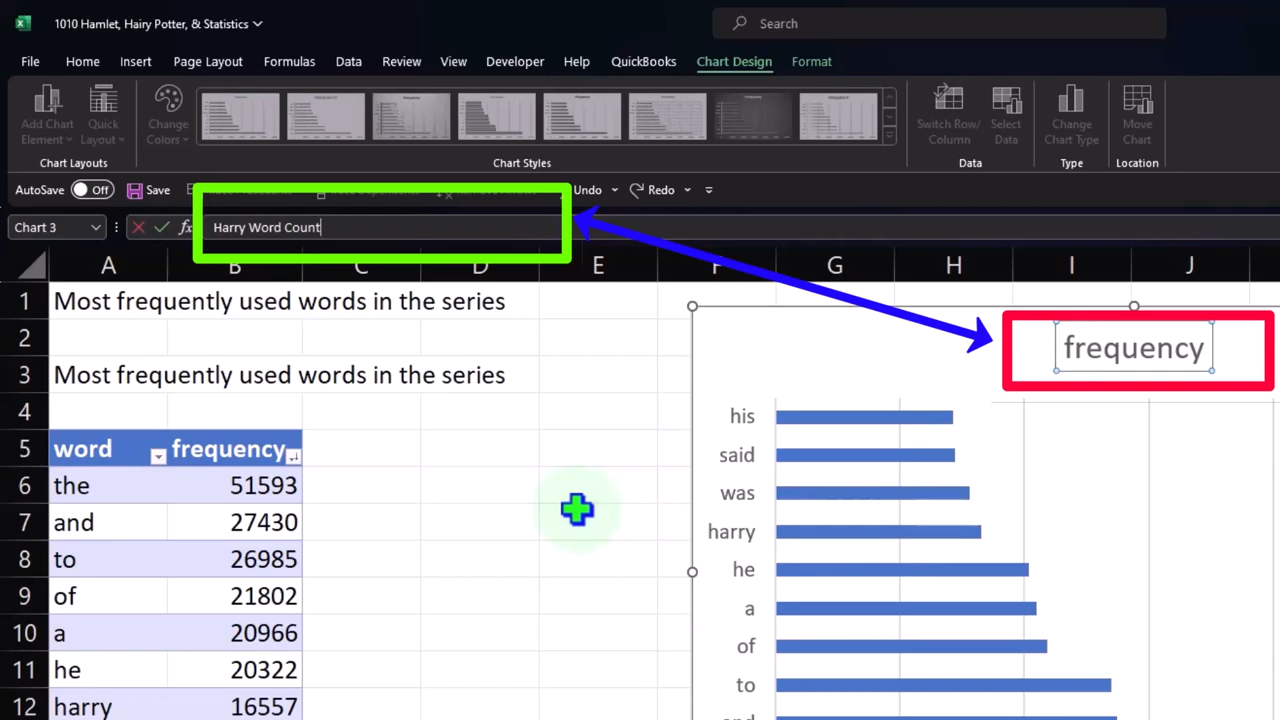 1010 Hamlet, Hairy Potter, & Statistics
Search
File Home Insert Page Layout Formulas Data Review View Developer Help QuickBooks Chart Design Format
Add Chart Element
Quick Layout
Change Colors
Switch Row/ Column
Select Data
Change Chart Type
Move Chart
Chart Layouts
Chart Styles
Data
Type
Location
AutoSave Off Save Undo Redo
Chart 3 fx Harry Word Count
A B C D E F G H I J
1 Most frequently used words in the series
2
3 Most frequently used words in the series
4
5 word frequency
6 the 51593
7 and 27430
8 to 26985
9 of 21802
10 a 20966
11 he 20322
12 harry 16557
frequency
his
said
was
harry
he
a
of
to
and